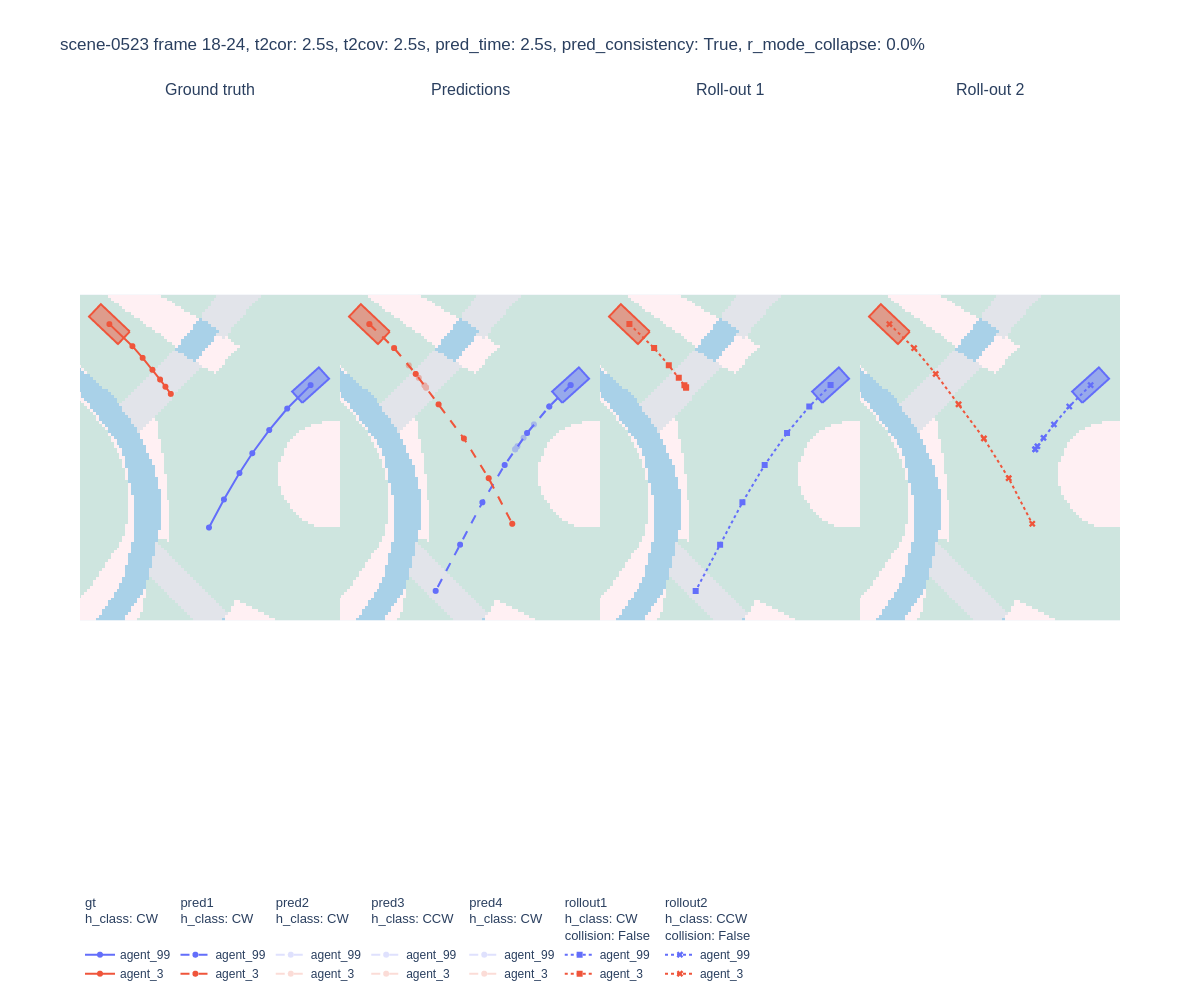 scene-0523 frame 18-24, t2cor: 2.5s, t2cov: 2.5s, pred_time: 2.5s, pred_consistency: True, r_mode_collapse: 0.0%
Ground truth Predictions Roll-out 1 Roll-out 2
gt pred1 pred2 pred3 pred4 rollout1 rollout2
h_class: CW h_class: CW h_class: CW h_class: CCW h_class: CW h_class: CW h_class: CCW
collision: False collision: False
agent_99 agent_99 agent_99 agent_99 agent_99 agent_99 agent_99
agent_3 agent_3 agent_3 agent_3 agent_3 agent_3 agent_3